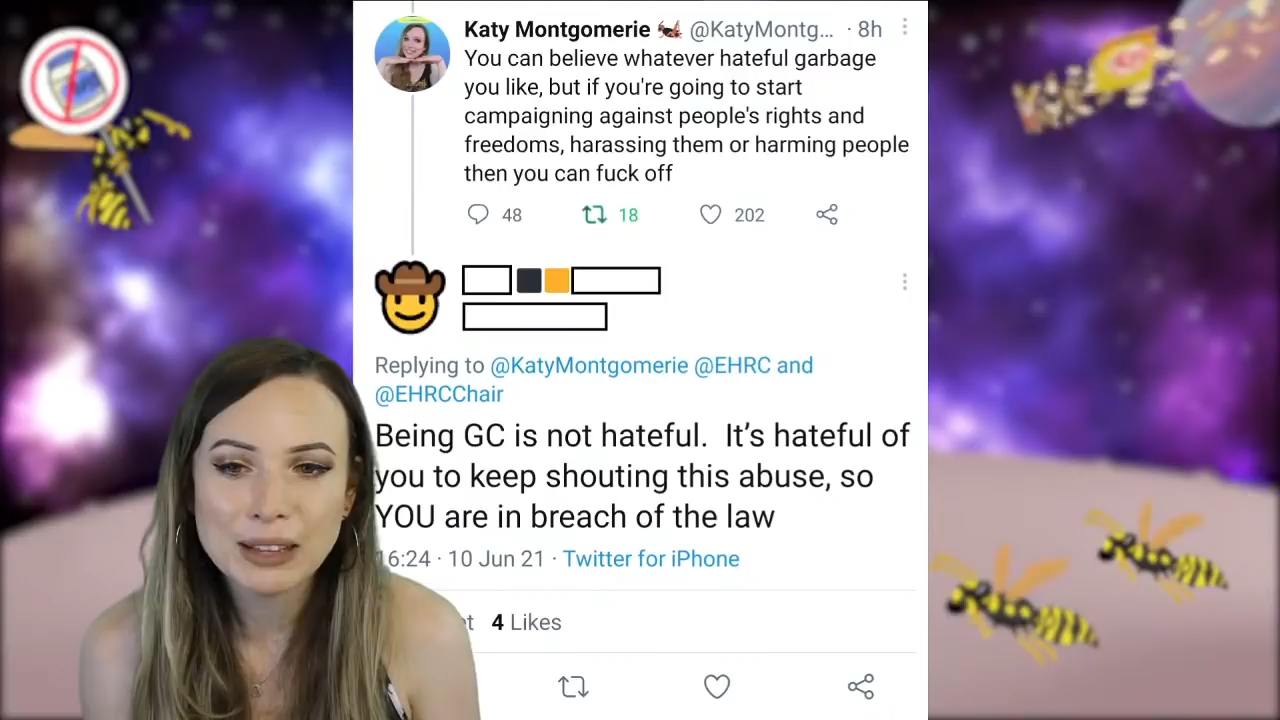 Katy Montgomerie @KatyMontg... · 8h
You can believe whatever hateful garbage
you like, but if you're going to start
campaigning against people's rights and
freedoms, harassing them or harming people
then you can fuck off
48 18 202
Replying to @KatyMontgomerie @EHRC and
@EHRCChair
Being GC is not hateful. It’s hateful of
you to keep shouting this abuse, so
YOU are in breach of the law
16:24 · 10 Jun 21 · Twitter for iPhone
4 Likes